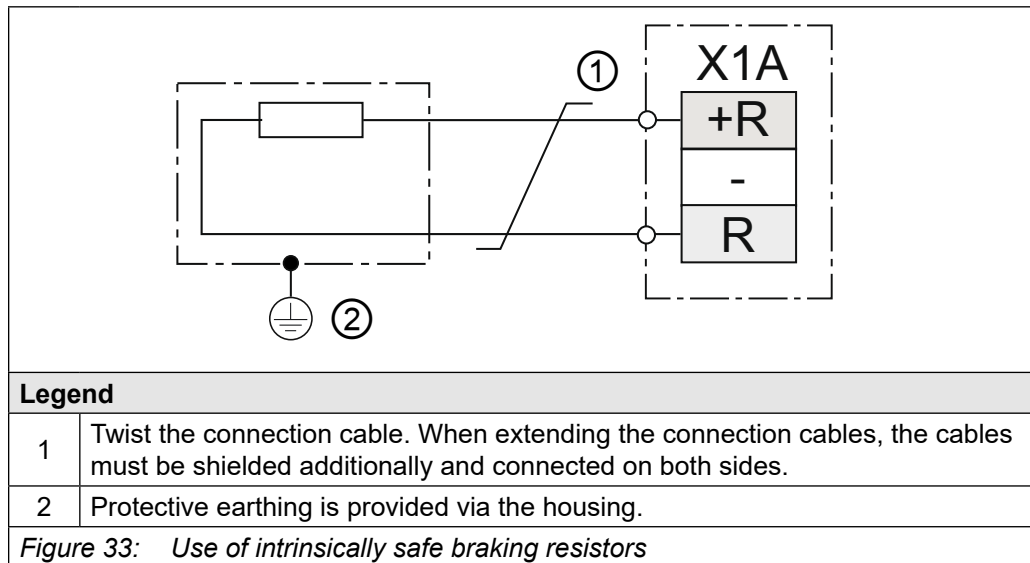 1
X1A
+R
-
R
2
Legend
1 Twist the connection cable. When extending the connection cables, the cables
must be shielded additionally and connected on both sides.
2 Protective earthing is provided via the housing.
Figure 33: Use of intrinsically safe braking resistors